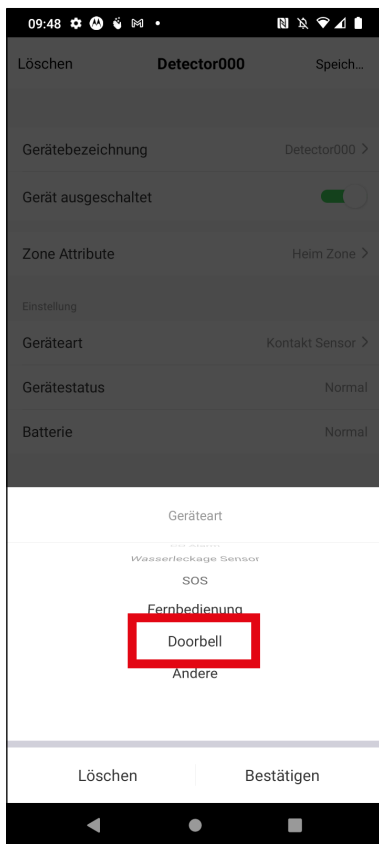 09:48
Löschen Detector000 Speich...
Gerätebezeichnung Detector000 >
Gerät ausgeschaltet
Zone Attribute Heim Zone >
Einstellung
Geräteart Kontakt Sensor >
Gerätestatus Normal
Batterie Normal
Geräteart
Wasserleckage Sensor
SOS
Fernbedienung
Doorbell
Andere
Löschen Bestätigen